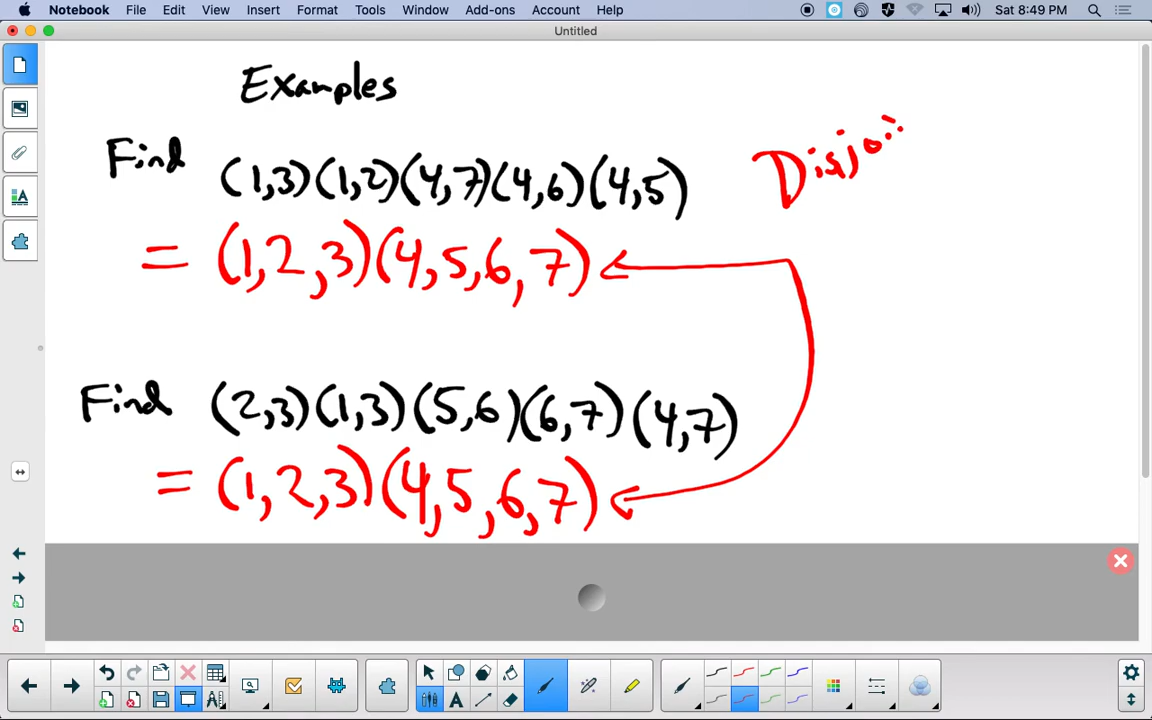 Notebook File Edit View Insert Format Tools Window Add-ons Account Help Sat 8:49 PM
Untitled
Examples
Find (1,3)(1,2)(4,7)(4,6)(4,5)
= (1,2,3)(4,5,6,7)
Find (2,3)(1,3)(5,6)(6,7)(4,7)
= (1,2,3)(4,5,6,7)